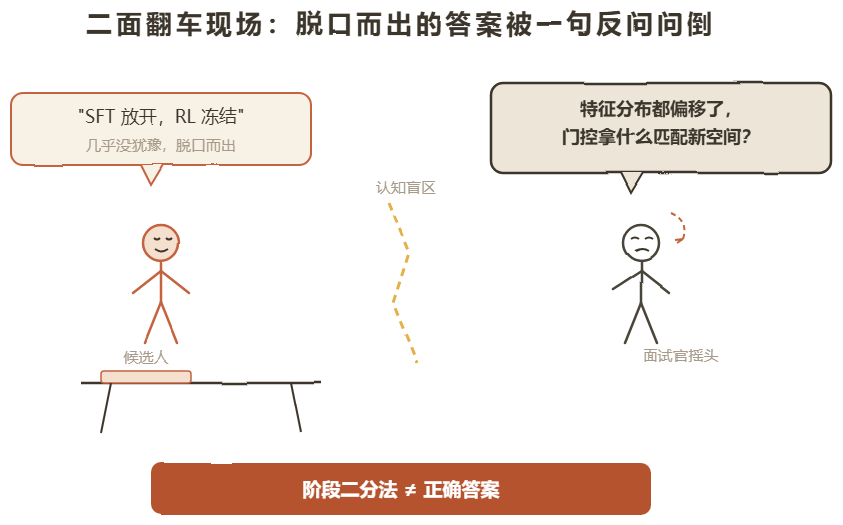 二面翻车现场：脱口而出的答案被一句反问问倒
"SFT 放开，RL 冻结"
几乎没犹豫，脱口而出
特征分布都偏移了，
门控拿什么匹配新空间？
认知盲区
候选人
面试官摇头
阶段二分法 ≠ 正确答案